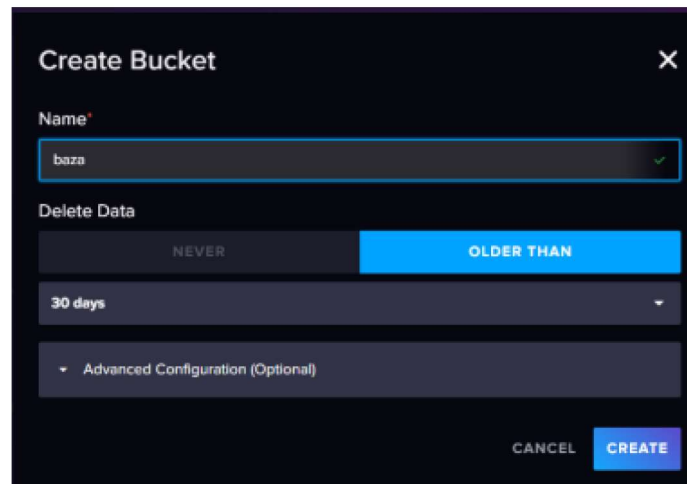 Create Bucket
Name*
baza
Delete Data
NEVER
OLDER THAN
30 days
Advanced Configuration (Optional)
CANCEL
CREATE